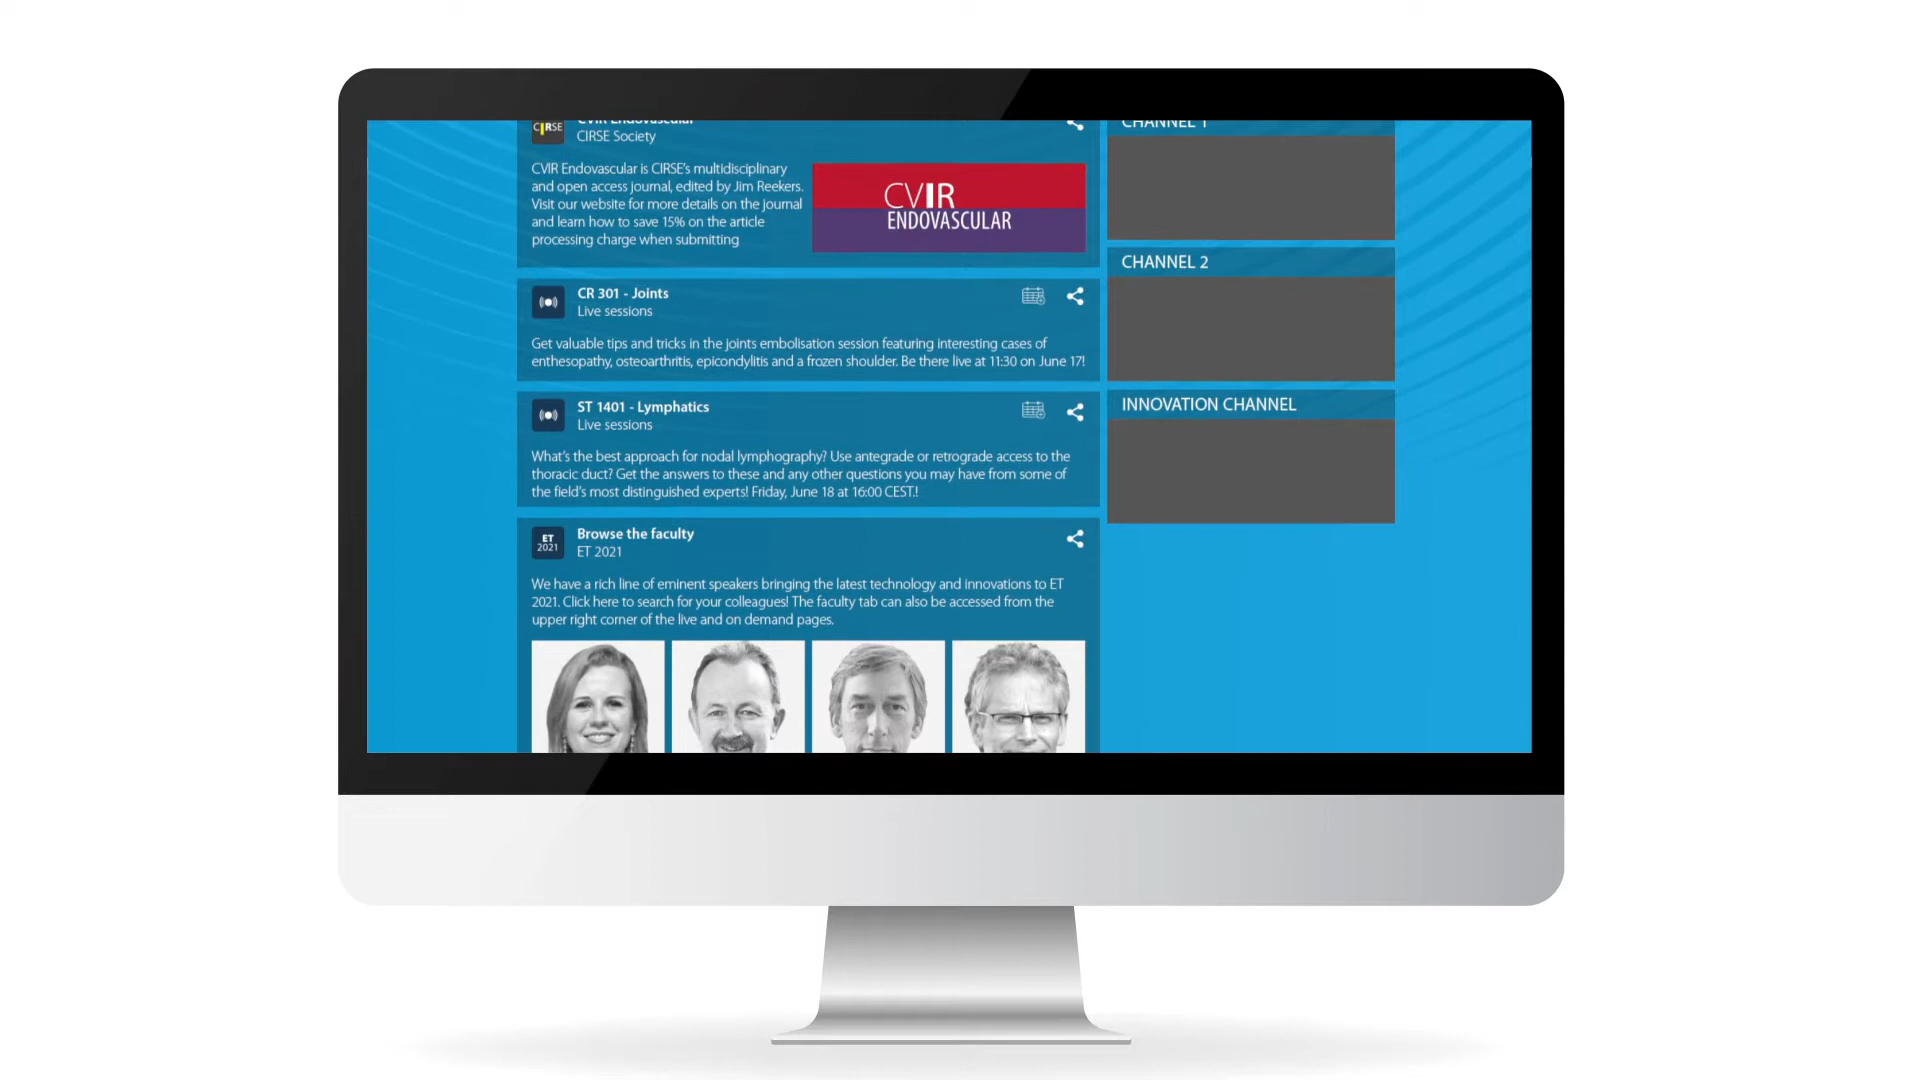 CIRSE
CVIR Endovascular
CIRSE Society
CVIR Endovascular is CIRSE's multidisciplinary
and open access journal, edited by Jim Reekers.
Visit our website for more details on the journal
and learn how to save 15% on the article
processing charge when submitting
CVIR
ENDOVASCULAR
CR 301 - Joints
Live sessions
Get valuable tips and tricks in the joints embolisation session featuring interesting cases of
enthesopathy, osteoarthritis, epicondylitis and a frozen shoulder. Be there live at 11:30 on June 17!
ST 1401 - Lymphatics
Live sessions
What's the best approach for nodal lymphography? Use antegrade or retrograde access to the
thoracic duct? Get the answers to these and any other questions you may have from some of
the field's most distinguished experts! Friday, June 18 at 16:00 CEST.!
ET
2021
Browse the faculty
ET 2021
We have a rich line of eminent speakers bringing the latest technology and innovations to ET
2021. Click here to search for your colleagues! The faculty tab can also be accessed from the
upper right corner of the live and on demand pages.
CHANNEL 1
CHANNEL 2
INNOVATION CHANNEL